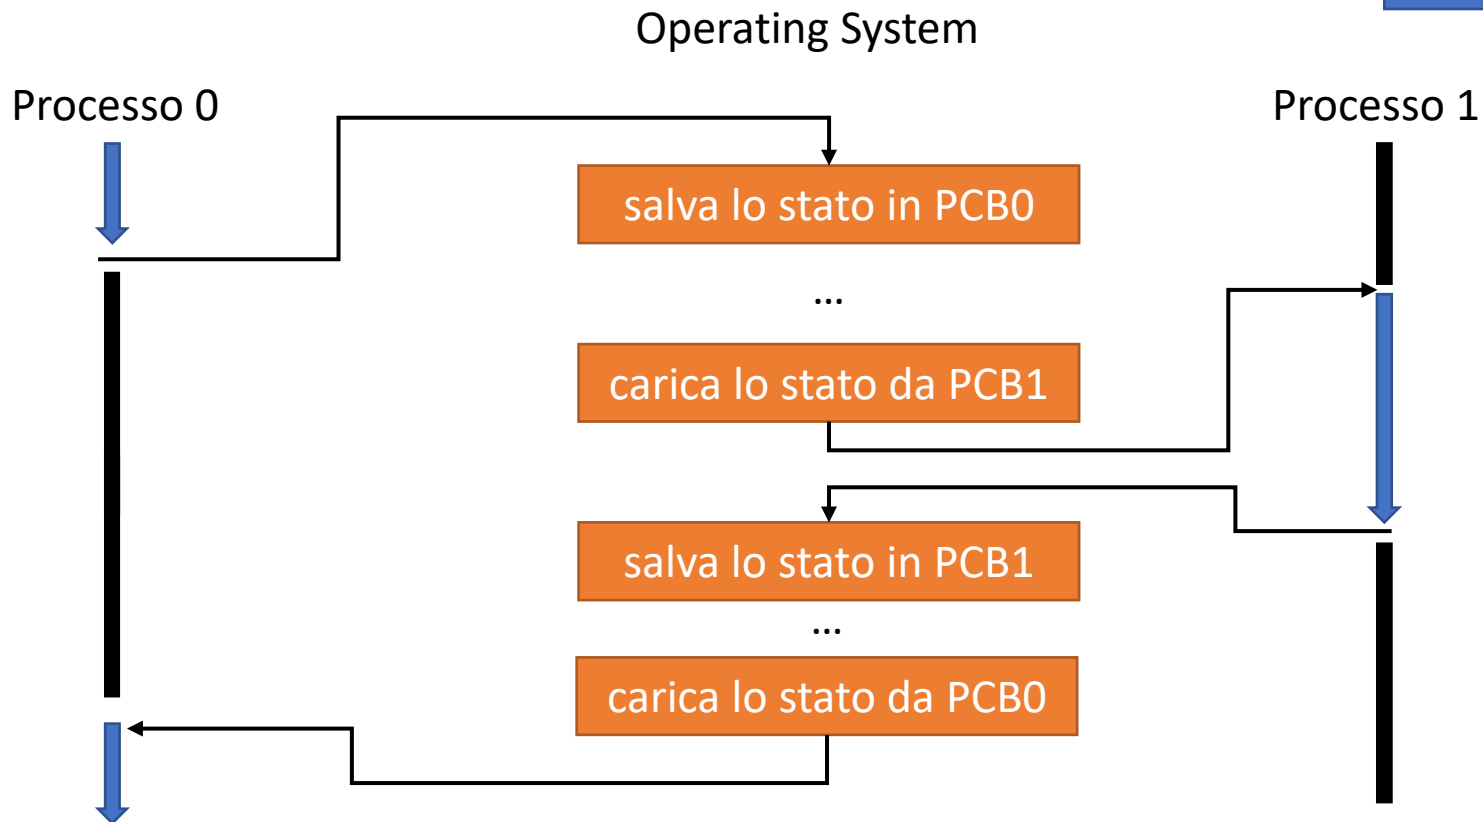 Operating System
Processo 0
Processo 1
salva lo stato in PCB0
...
carica lo stato da PCB1
salva lo stato in PCB1
...
carica lo stato da PCB0